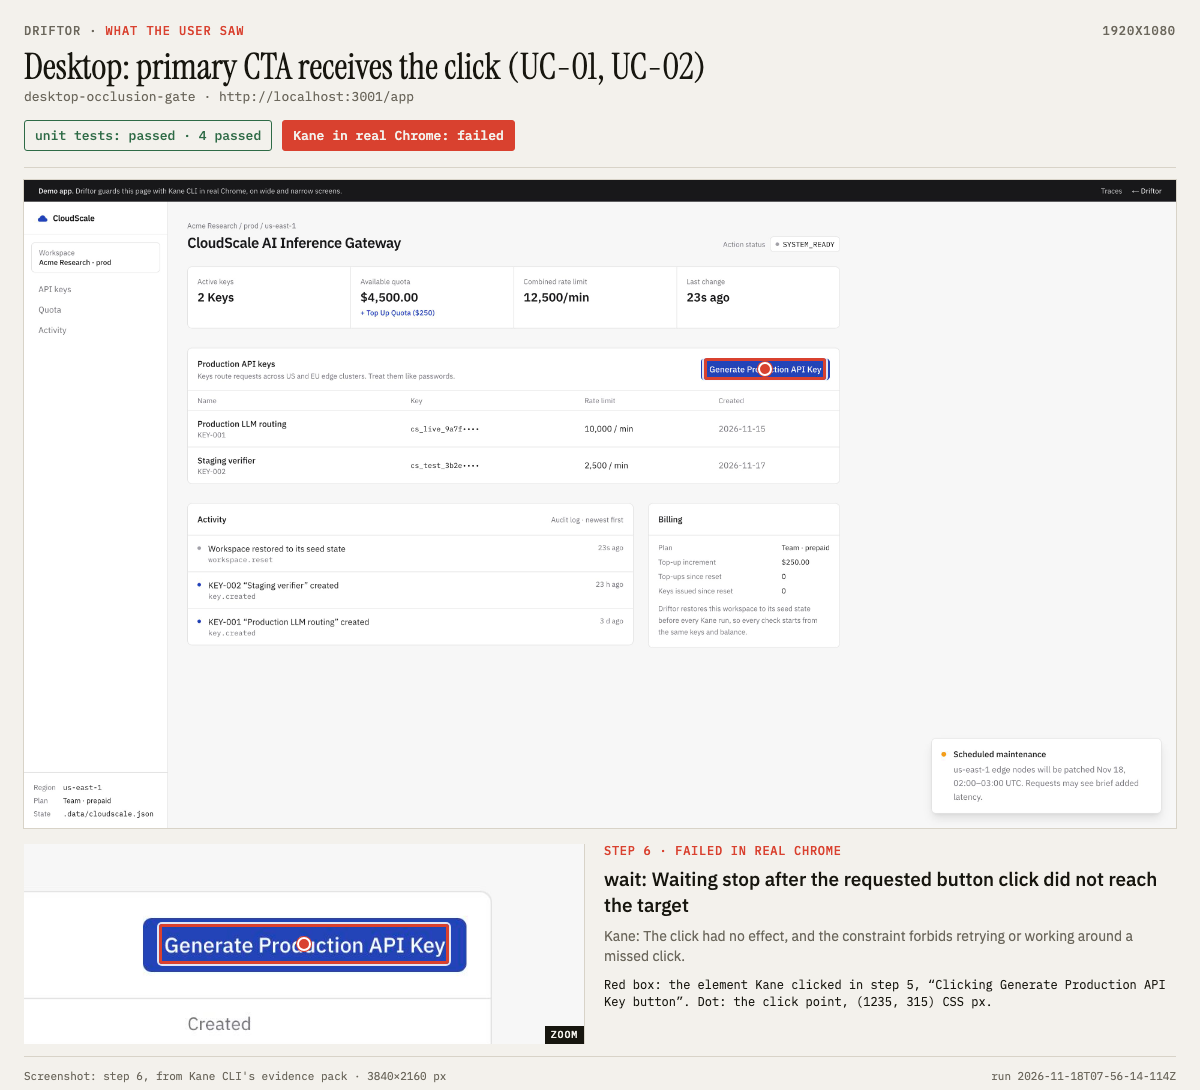 DRIFTOR · WHAT THE USER SAW
1920X1080
Desktop: primary CTA receives the click (UC-01, UC-02)
desktop-occlusion-gate · http://localhost:3001/app
unit tests: passed · 4 passed
Kane in real Chrome: failed
Demo app. Driftor guards this page with Kane CLI in real Chrome, on wide and narrow screens.
Traces
← Driftor
CloudScale
Workspace
Acme Research · prod
API keys
Quota
Activity
Acme Research / prod / us-east-1
CloudScale AI Inference Gateway
Action status
SYSTEM_READY
Active keys
2 Keys
Available quota
$4,500.00
+ Top Up Quota ($250)
Combined rate limit
12,500/min
Last change
23s ago
Production API keys
Keys route requests across US and EU edge clusters. Treat them like passwords.
Generate Production API Key
Name Key Rate limit Created
Production LLM routing
KEY-001
cs_live_9a7f•••• 10,000 / min 2026-11-15
Staging verifier
KEY-002
cs_test_3b2e•••• 2,500 / min 2026-11-17
Activity
Audit log · newest first
Workspace restored to its seed state
workspace.reset
23s ago
KEY-002 “Staging verifier” created
key.created
23 h ago
KEY-001 “Production LLM routing” created
key.created
3 d ago
Billing
Plan Team · prepaid
Top-up increment $250.00
Top-ups since reset 0
Keys issued since reset 0
Driftor restores this workspace to its seed state
before every Kane run, so every check starts from
the same keys and balance.
Region us-east-1
Plan Team · prepaid
State .data/cloudscale.json
Scheduled maintenance
us-east-1 edge nodes will be patched Nov 18,
02:00–03:00 UTC. Requests may see brief added
latency.
Generate Production API Key
Created
ZOOM
STEP 6 · FAILED IN REAL CHROME
wait: Waiting stop after the requested button click did not reach
the target
Kane: The click had no effect, and the constraint forbids retrying or working around a
missed click.
Red box: the element Kane clicked in step 5, “Clicking Generate Production API
Key button”. Dot: the click point, (1235, 315) CSS px.
Screenshot: step 6, from Kane CLI's evidence pack · 3840×2160 px
run 2026-11-18T07-56-14-114Z